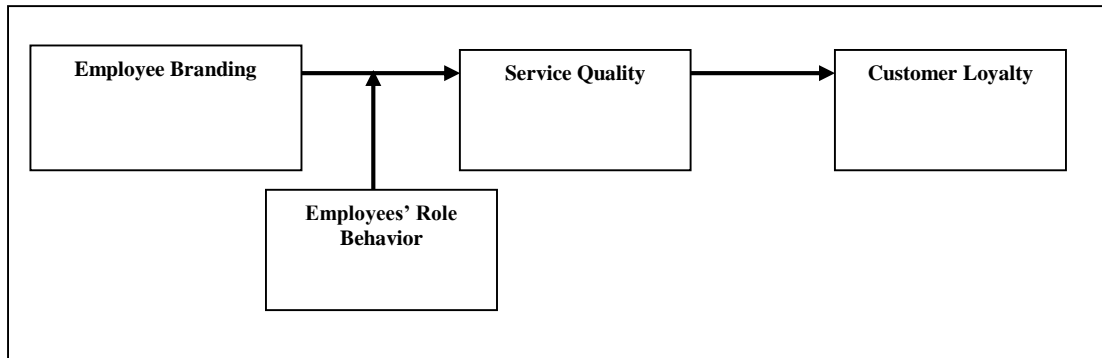 Employee Branding
Service Quality
Customer Loyalty
Employees’ Role
Behavior